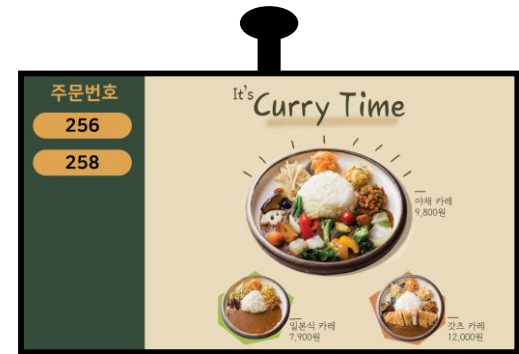 주문번호
256
258
It's
Curry Time
야채 카레
9,800원
일본식 카레
7,900원
갓츠 카레
12,000원